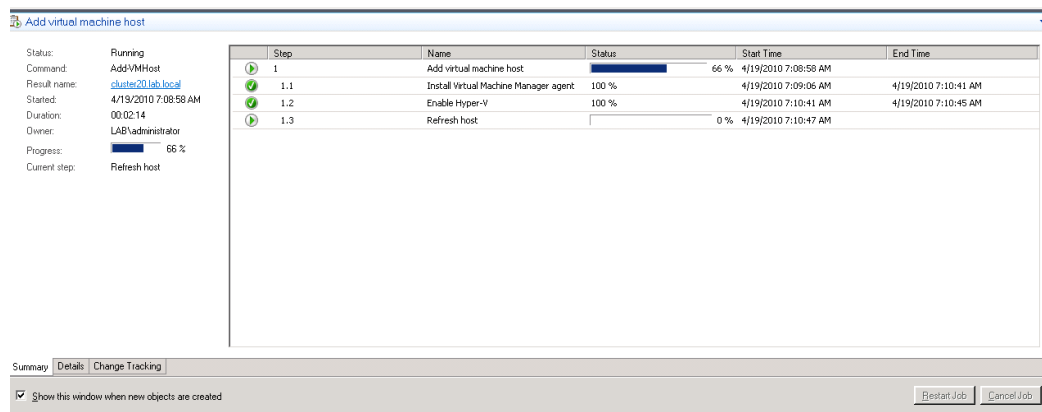 Add virtual machine host
Status: Running
Command: Add-VMHost
Result name: cluster20.lab.local
Started: 4/19/2010 7:08:58 AM
Duration: 00:02:14
Owner: LAB\administrator
Progress: 66 %
Current step: Refresh host
Step Name Status Start Time End Time
1 Add virtual machine host 66 % 4/19/2010 7:08:58 AM
1.1 Install Virtual Machine Manager agent 100 % 4/19/2010 7:09:06 AM 4/19/2010 7:10:41 AM
1.2 Enable Hyper-V 100 % 4/19/2010 7:10:41 AM 4/19/2010 7:10:45 AM
1.3 Refresh host 0 % 4/19/2010 7:10:47 AM
Summary Details Change Tracking
Show this window when new objects are created
Restart Job Cancel Job